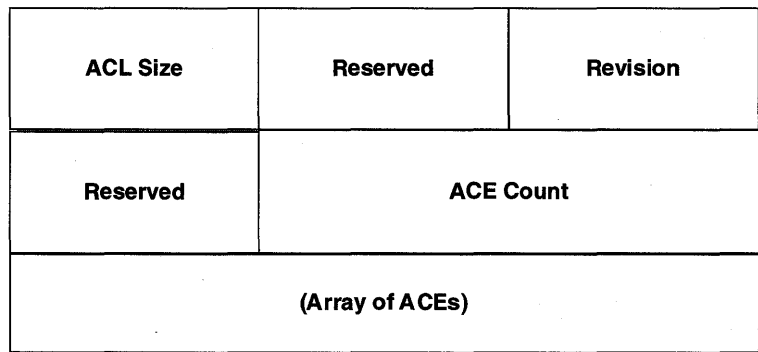 ACL Size Reserved Revision
Reserved ACE Count
(Array of ACEs)